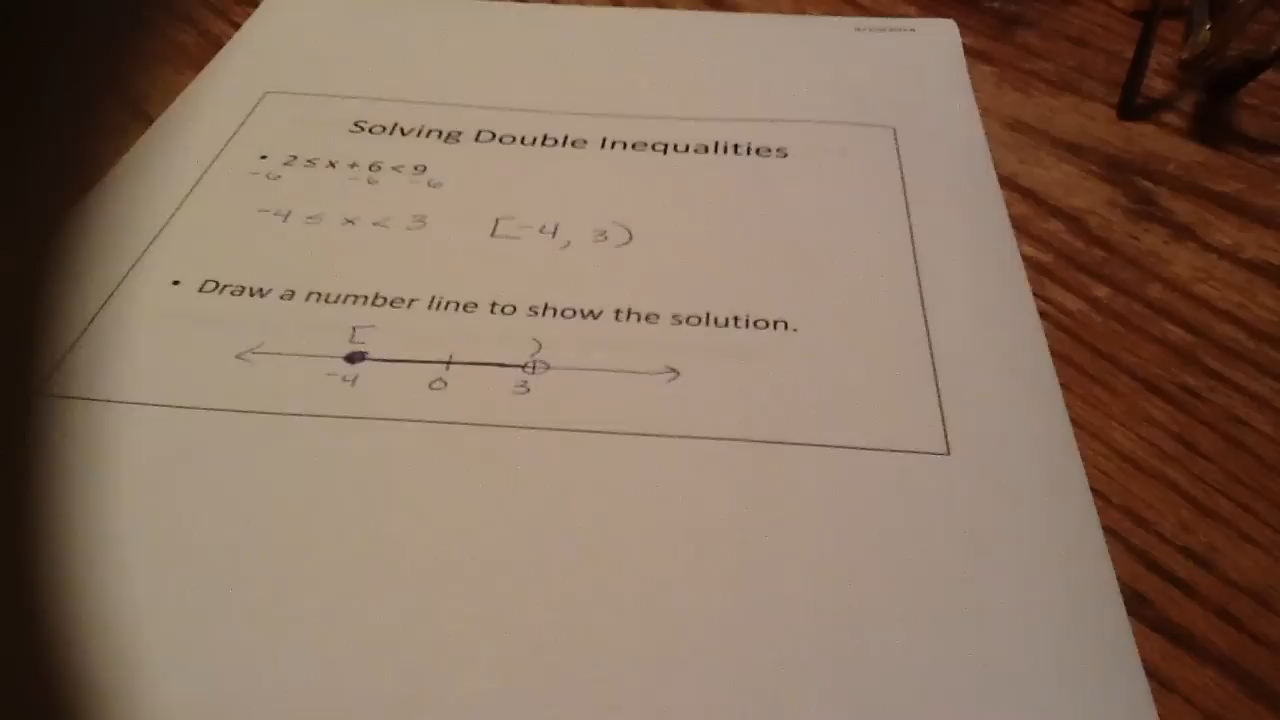 Solving Double Inequalities
• 2 ≤ x + 6 < 9
-6 -6 -6
-4 ≤ x < 3 [-4, 3)
• Draw a number line to show the solution.
[ )
-4 0 3